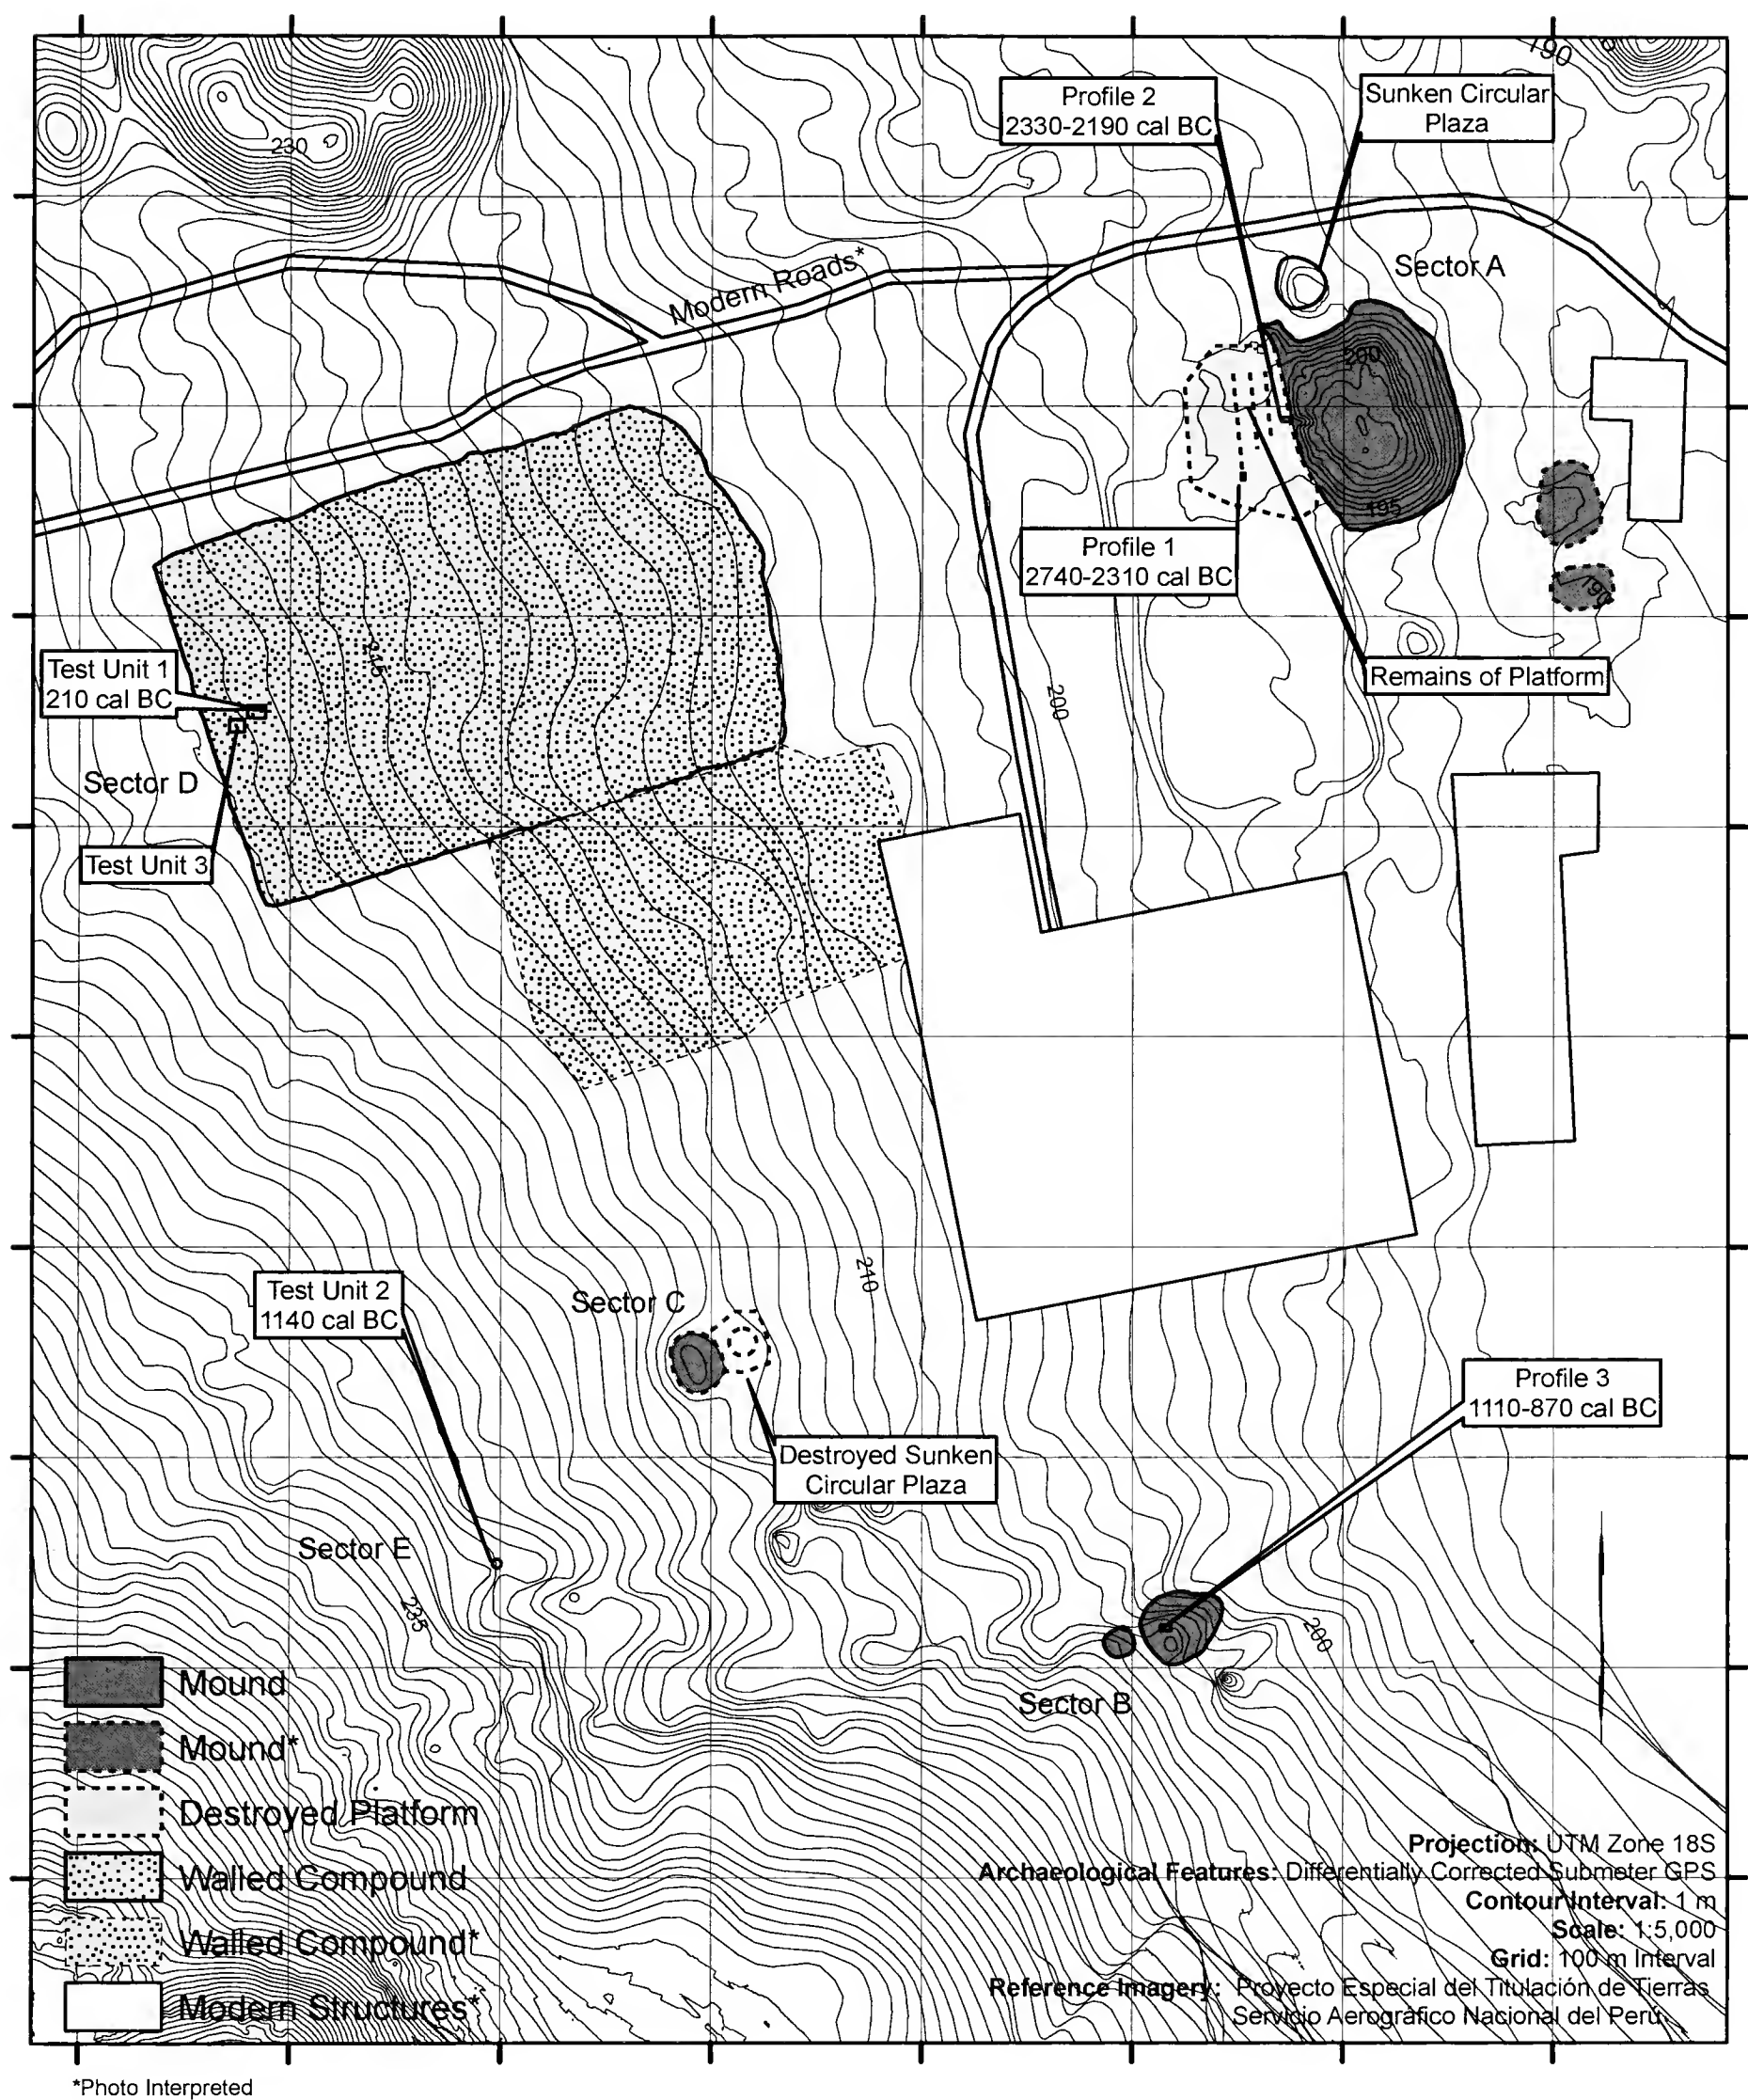 190
Profile 2
2330-2190 cal BC
Sunken Circular
Plaza
230
Modern Roads*
Sector A
200
195
Profile 1
2740-2310 cal BC
190
Remains of Platform
Test Unit 1
210 cal BC
215
200
Sector D
Test Unit 3
210
Test Unit 2
1140 cal BC
Sector C
Profile 3
1110-870 cal BC
Destroyed Sunken
Circular Plaza
Sector E
235
200
Sector B
Mound
Mound*
Destroyed Platform
Walled Compound
Walled Compound*
Modern Structures*
Projection: UTM Zone 18S
Archaeological Features: Differentially Corrected Submeter GPS
Contour Interval: 1 m
Scale: 1:5,000
Grid: 100 m Interval
Reference Imagery: Proyecto Especial del Titulación de Tierras
Servicio Aerográfico Nacional del Perú
*Photo Interpreted